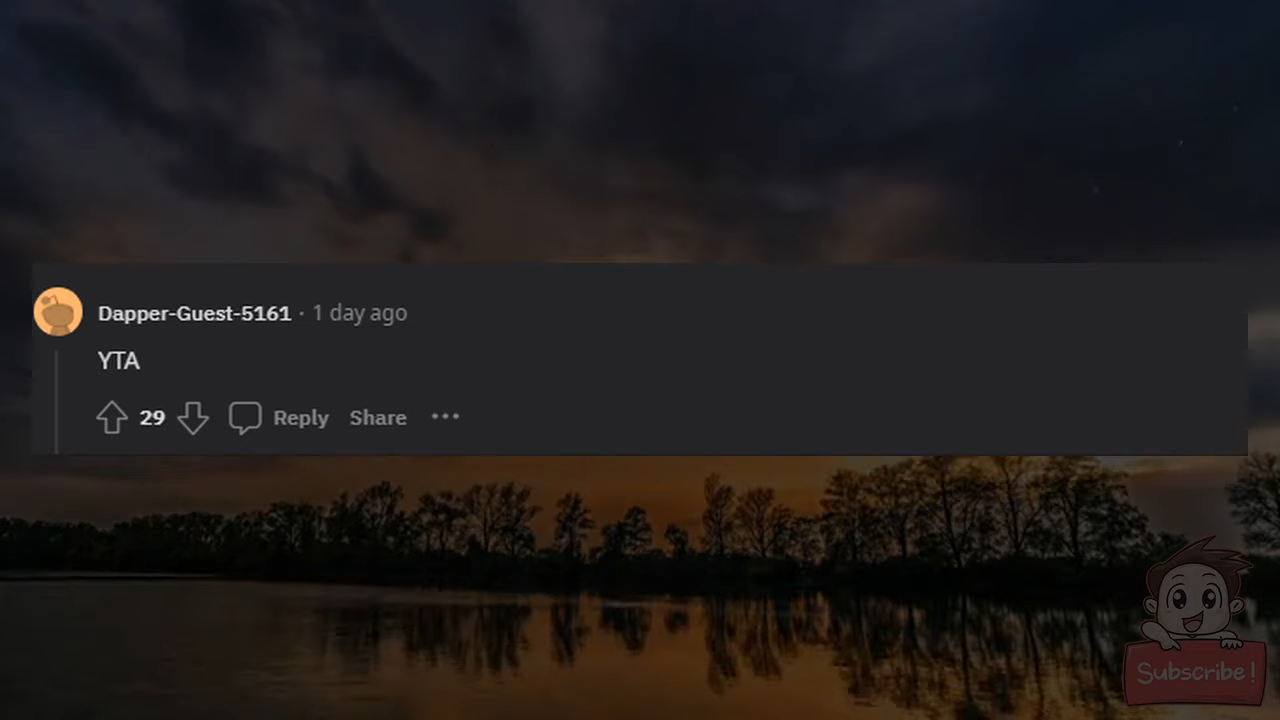 Dapper-Guest-5161 · 1 day ago
YTA
29 Reply Share •••
Subscribe!